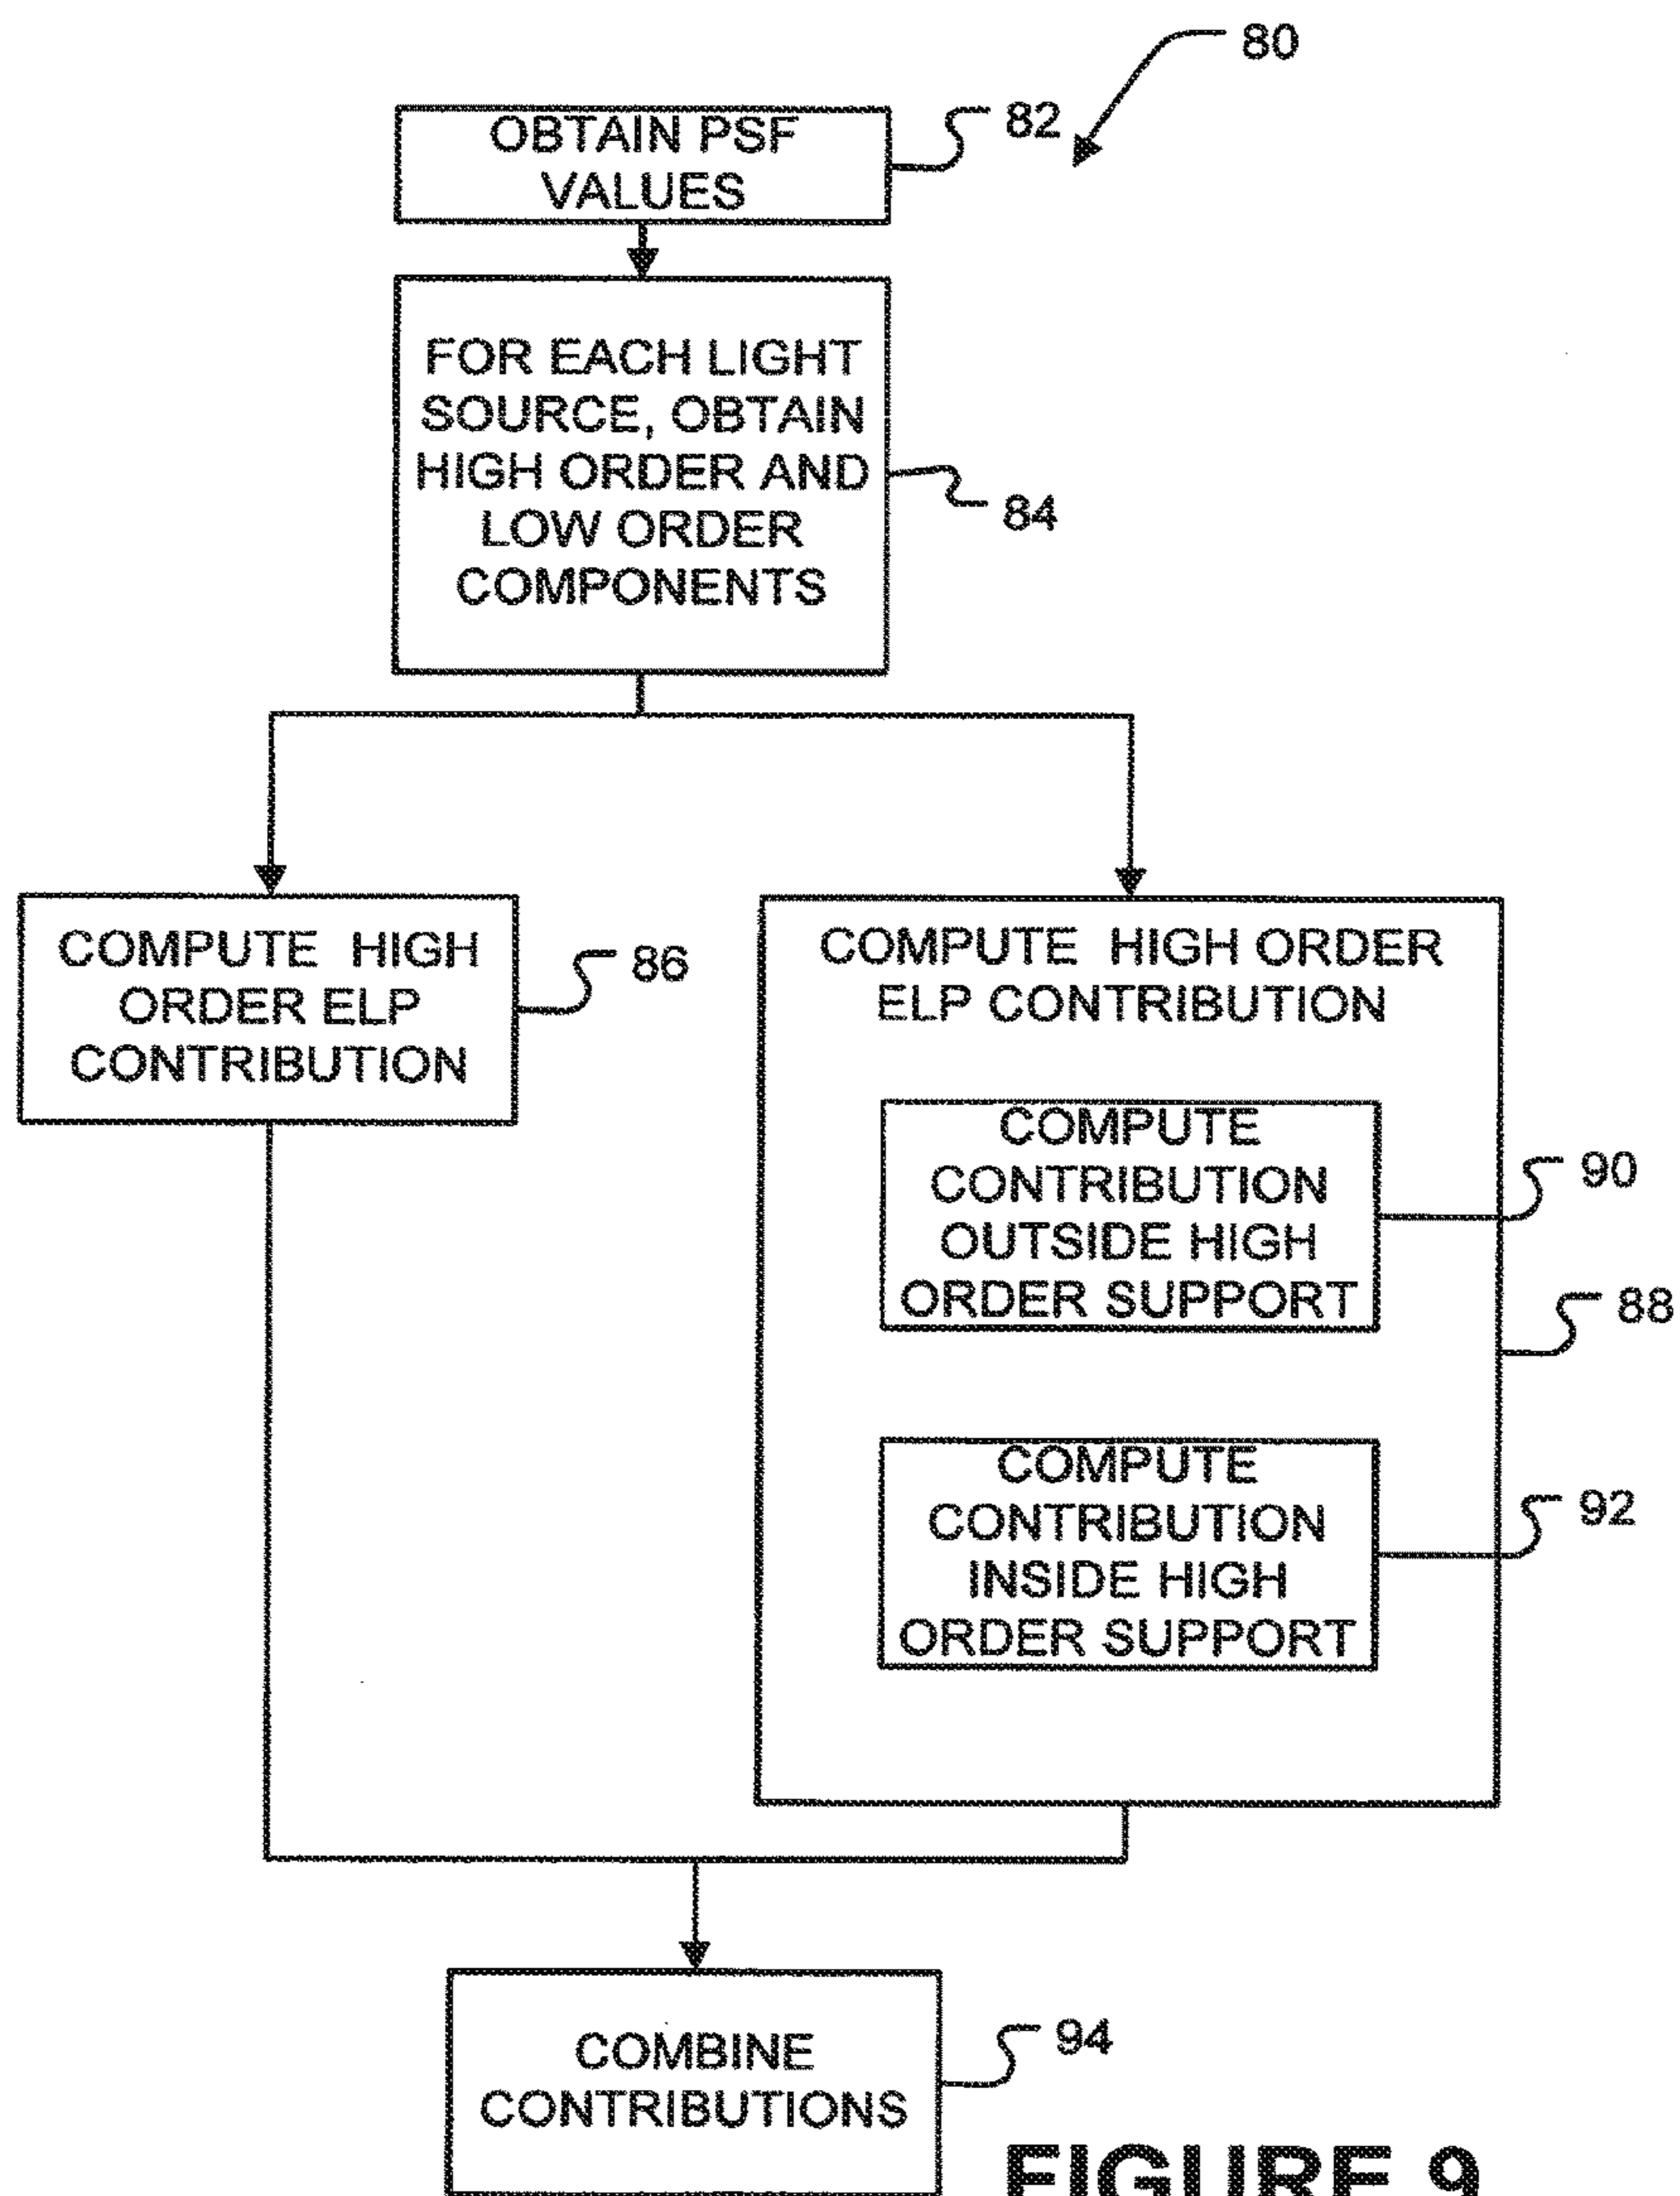 80
OBTAIN PSF
VALUES
82
FOR EACH LIGHT
SOURCE, OBTAIN
HIGH ORDER AND
LOW ORDER
COMPONENTS
84
COMPUTE HIGH
ORDER ELP
CONTRIBUTION
86
COMPUTE HIGH ORDER
ELP CONTRIBUTION
COMPUTE
CONTRIBUTION
OUTSIDE HIGH
ORDER SUPPORT
90
88
COMPUTE
CONTRIBUTION
INSIDE HIGH
ORDER SUPPORT
92
COMBINE
CONTRIBUTIONS
94
FIGURE 9